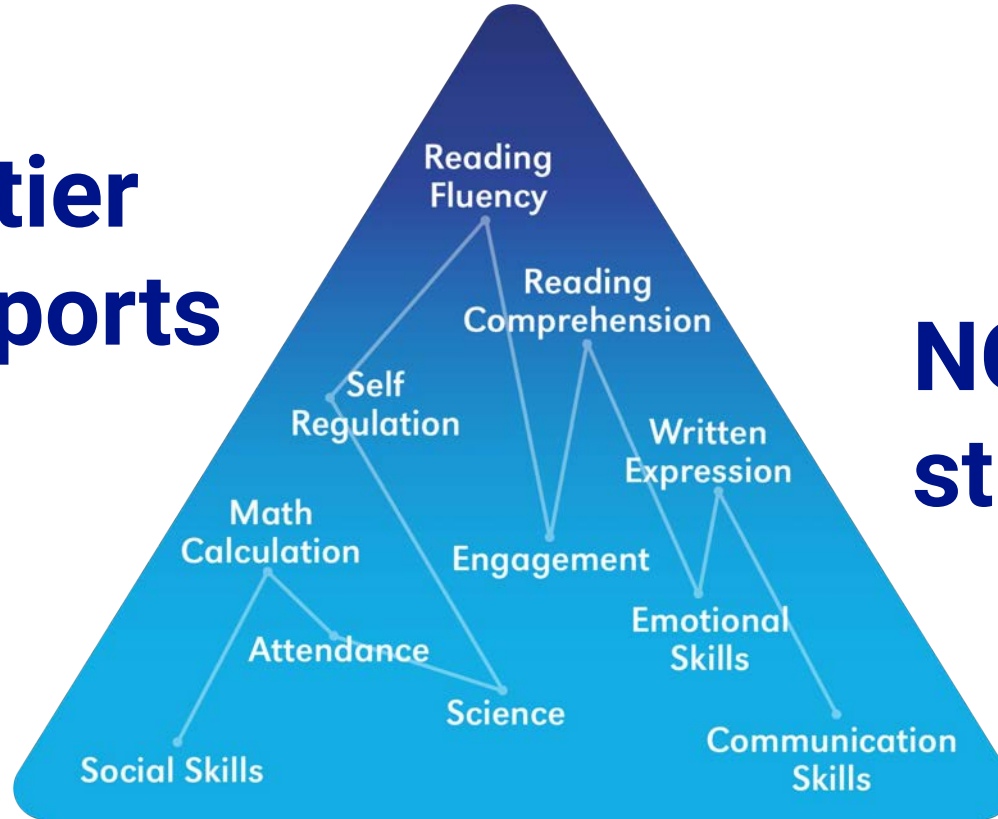 tier
ports
st
Reading
Fluency
Reading
Comprehension
Self
Regulation
Written
Expression
Math
Calculation
Engagement
Attendance
Emotional
Skills
Science
Communication
Skills
Social Skills